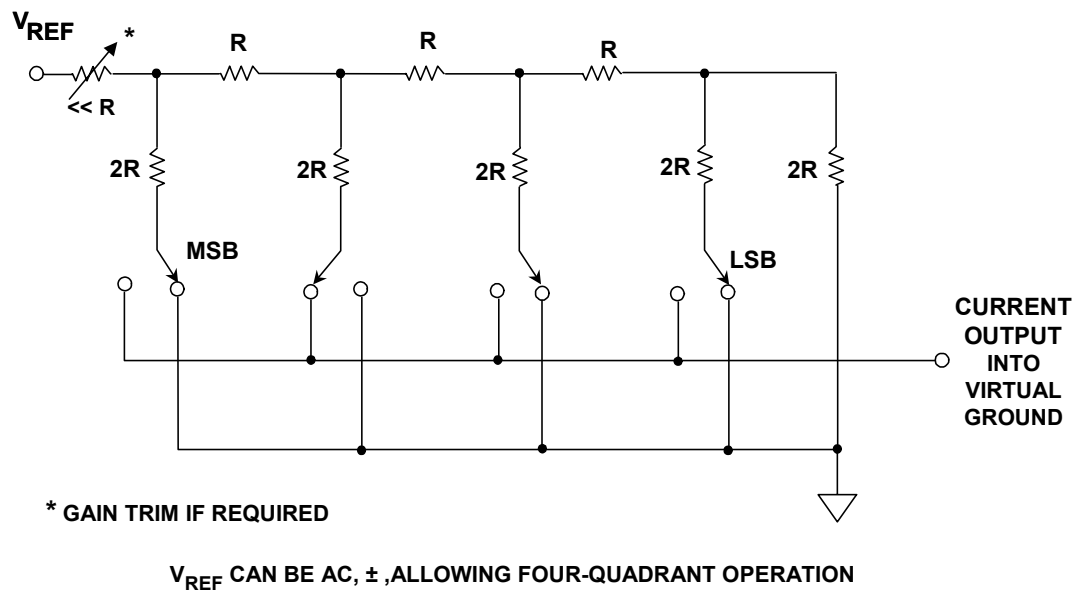 VREF
*
R
R
R
<< R
2R
2R
2R
2R
2R
MSB
LSB
CURRENT
OUTPUT
INTO
VIRTUAL
GROUND
* GAIN TRIM IF REQUIRED
VREF CAN BE AC, ± ,ALLOWING FOUR-QUADRANT OPERATION